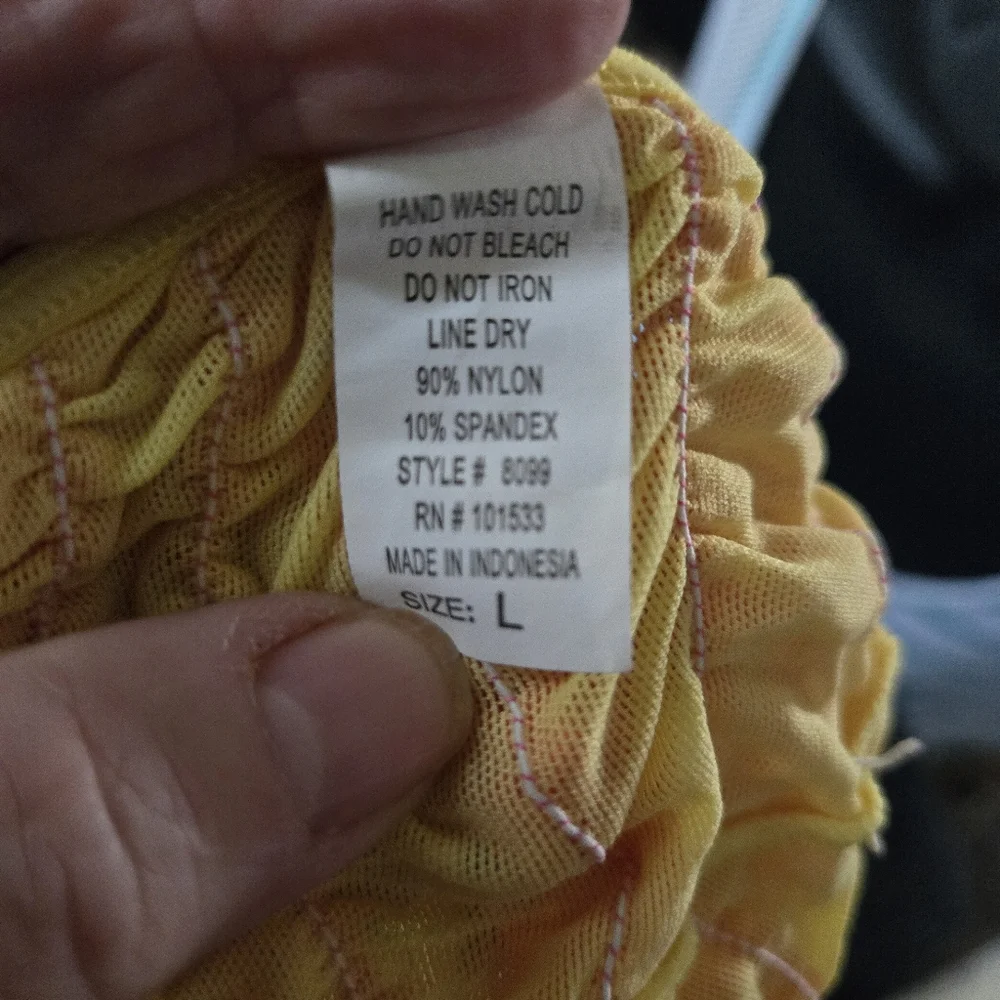 HAND WASH COLD
DO NOT BLEACH
DO NOT IRON
LINE DRY
90% NYLON
10% SPANDEX
STYLE # 8099
RN # 101533
MADE IN INDONESIA
SIZE: L